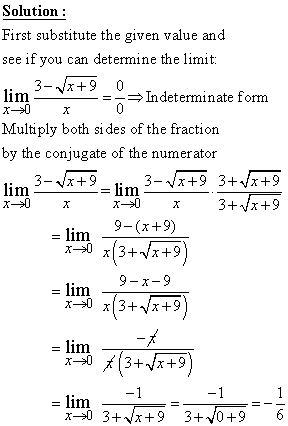 Solution :
First substitute the given value and
see if you can determine the limit:
lim x→0 (3−√(x+9))/x = 0/0 ⇒ Indeterminate form
Multiply both sides of the fraction
by the conjugate of the numerator
lim x→0 (3−√(x+9))/x = lim x→0 (3−√(x+9))/x · (3+√(x+9))/(3+√(x+9))
= lim x→0 (9−(x+9))/(x(3+√(x+9)))
= lim x→0 (9−x−9)/(x(3+√(x+9)))
= lim x→0 (−x)/(x(3+√(x+9)))
= lim x→0 (−1)/(3+√(x+9)) = (−1)/(3+√(0+9)) = −1/6